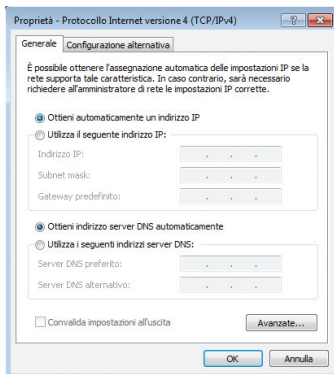 Proprietà - Protocollo Internet versione 4 (TCP/IPv4)
Generale Configurazione alternativa
È possibile ottenere l'assegnazione automatica delle impostazioni IP se la
rete supporta tale caratteristica. In caso contrario, sarà necessario
richiedere all'amministratore di rete le impostazioni IP corrette.
Ottieni automaticamente un indirizzo IP
Utilizza il seguente indirizzo IP:
Indirizzo IP:
Subnet mask:
Gateway predefinito:
Ottieni indirizzo server DNS automaticamente
Utilizza i seguenti indirizzi server DNS:
Server DNS preferito:
Server DNS alternativo:
Convalida impostazioni all'uscita
Avanzate...
OK Annulla